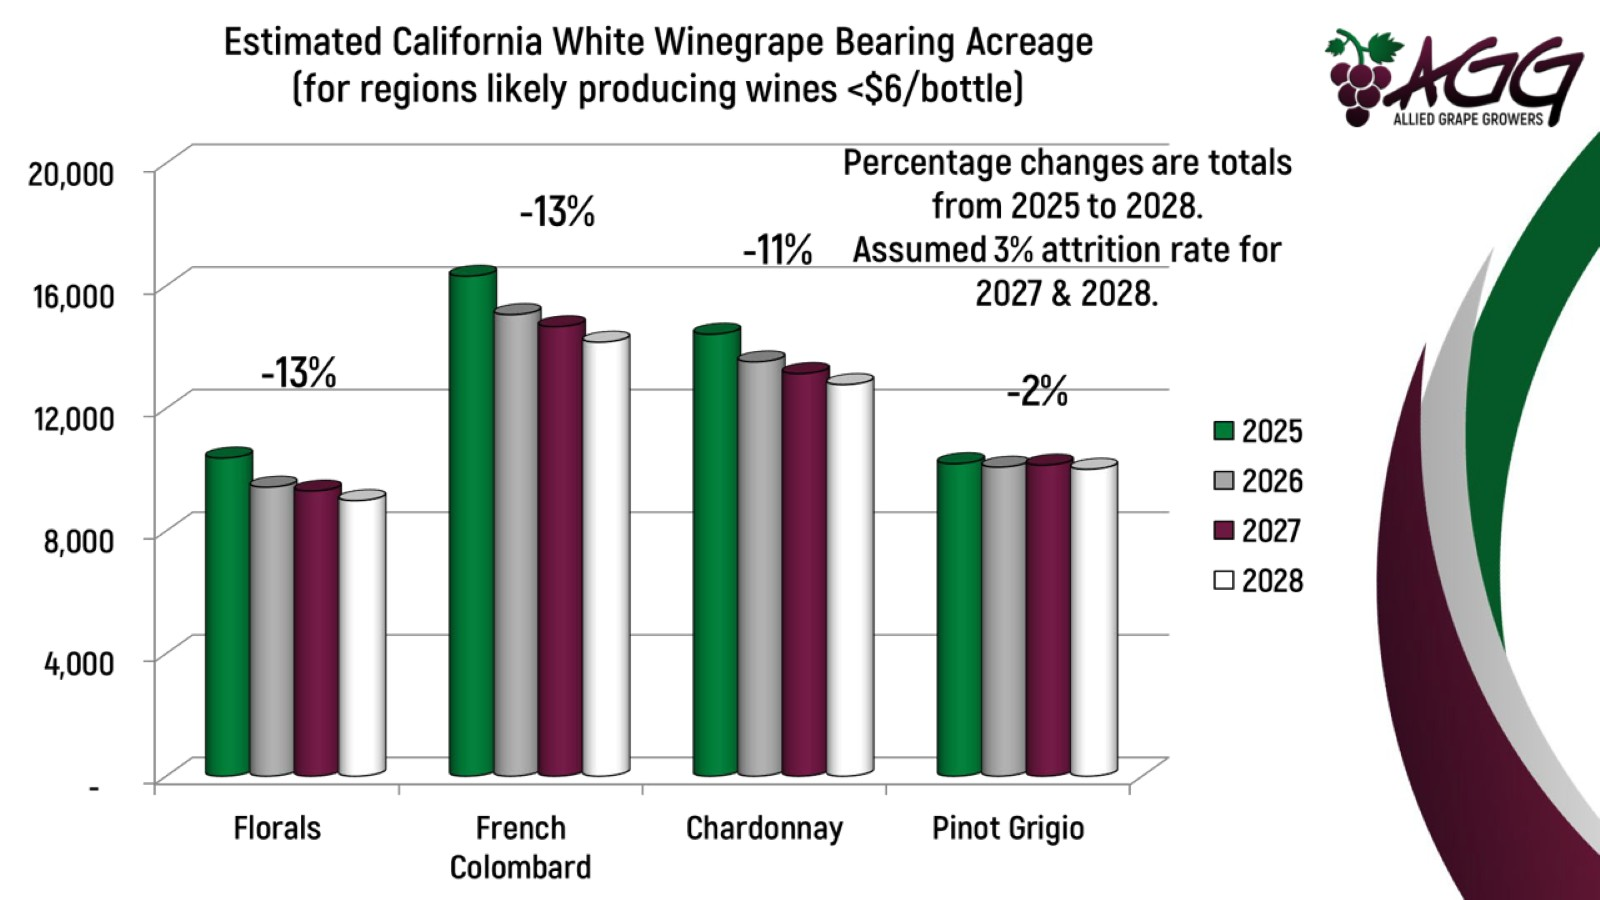 Estimated California White Winegrape Bearing Acreage
(for regions likely producing wines <$6/bottle)
AGG
ALLIED GRAPE GROWERS
Percentage changes are totals
from 2025 to 2028.
Assumed 3% attrition rate for
2027 & 2028.
20,000
16,000
12,000
8,000
4,000
-
-13%
-13%
-11%
-2%
2025
2026
2027
2028
Florals
French
Colombard
Chardonnay
Pinot Grigio